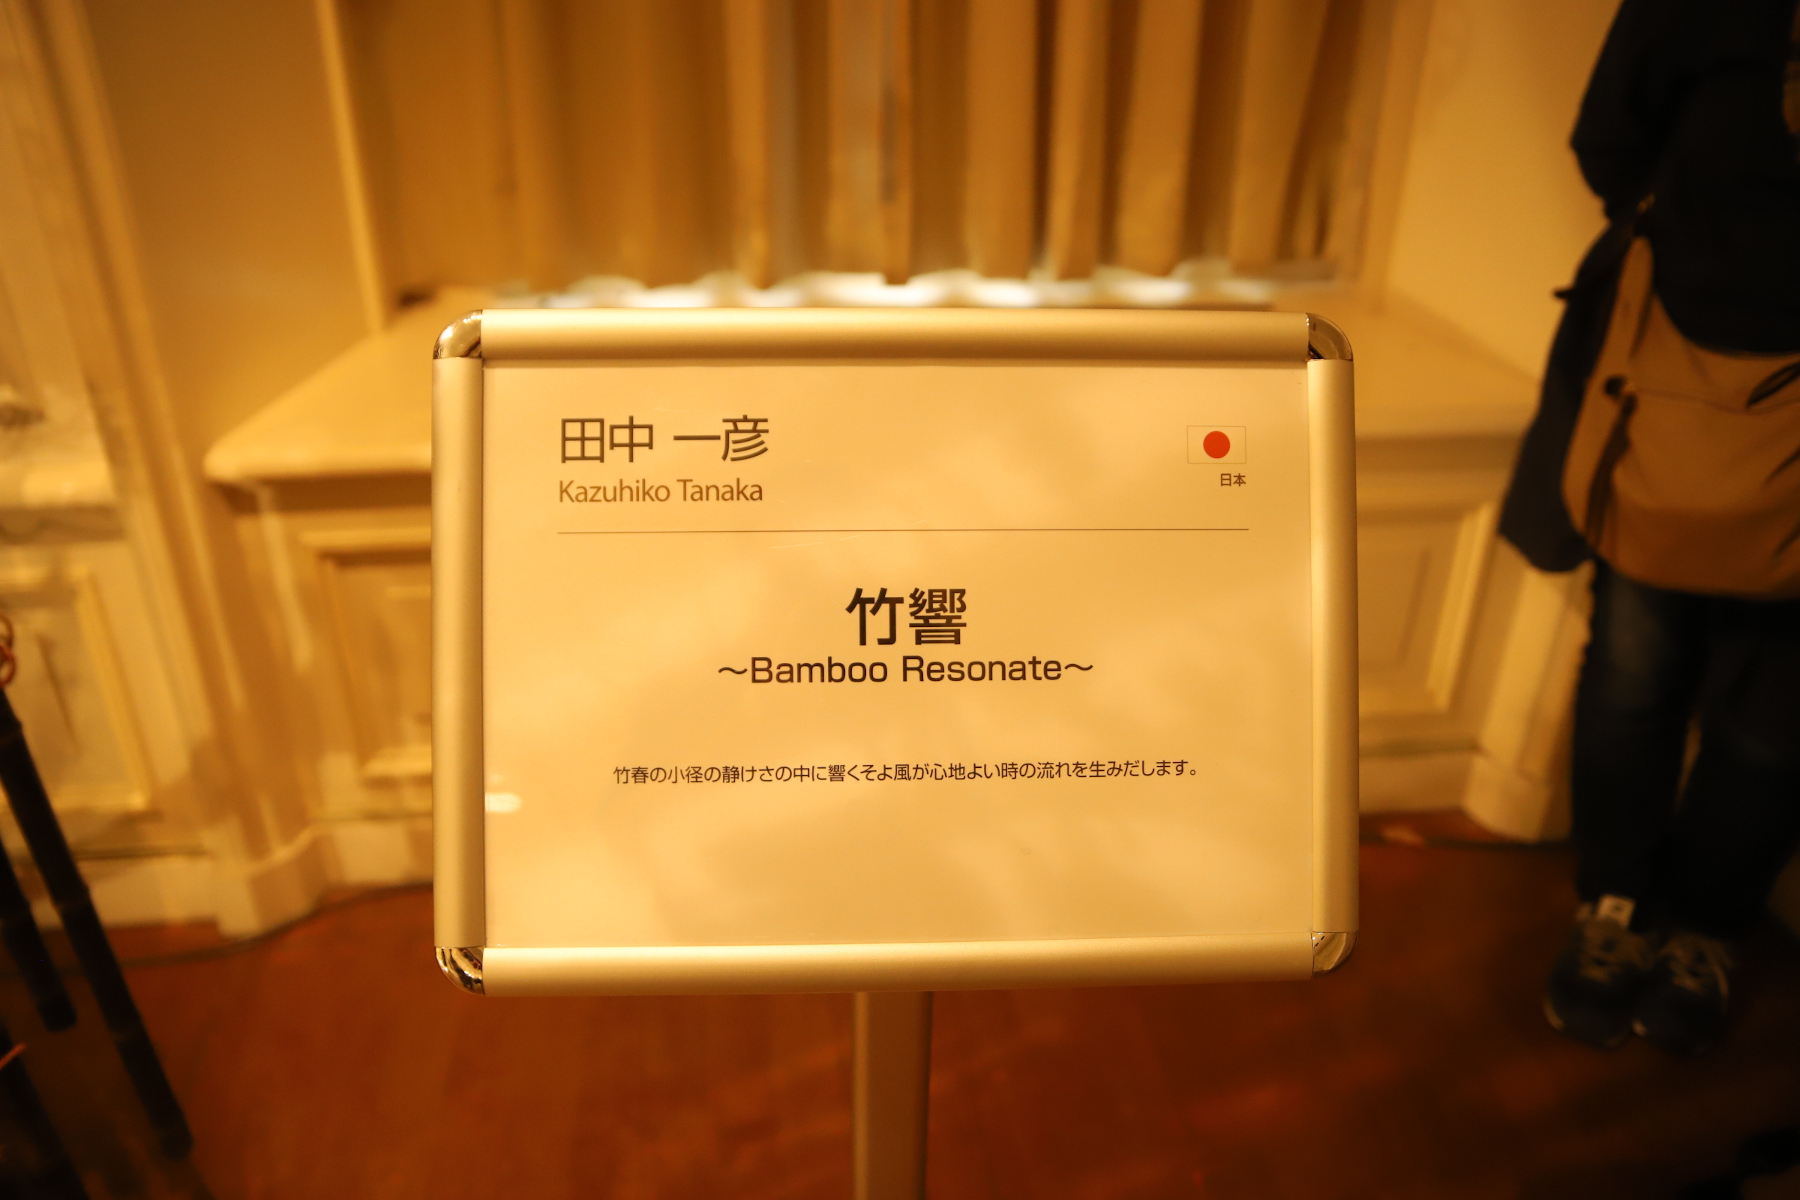 田中 一彦
Kazuhiko Tanaka
日本
竹響
～Bamboo Resonate～
竹春の小径の静けさの中に響くそよ風が心地よい時の流れを生みだします。